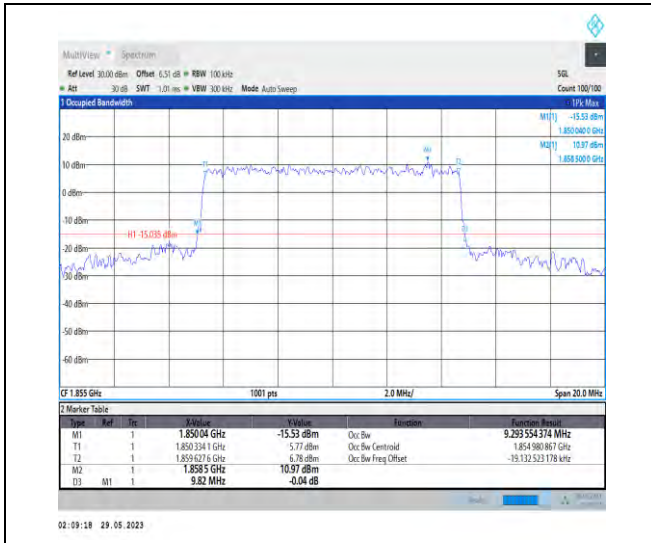 MultiView Spectrum
Ref Level 30.00 dBm Offset 6.51 dB RBW 100 kHz SGL
Att 30 dB SWT 1.01 ms VBW 300 kHz Mode Auto Sweep Count 100/100
1 Occupied Bandwidth 1Pk Max
M1[1] -15.53 dBm
1.850 040 0 GHz
M2[1] 10.97 dBm
1.858 500 0 GHz
20 dBm
10 dBm
0 dBm
-10 dBm
H1 -15.035 dBm
-20 dBm
-30 dBm
-40 dBm
-50 dBm
-60 dBm
T1
T2
CF 1.855 GHz 1001 pts 2.0 MHz/ Span 20.0 MHz
2 Marker Table
Type Ref Trc X-Value Y-Value Function Function Result
M1 1 1.85004 GHz -15.53 dBm Occ Bw 9.293 554 374 MHz
T1 1 1.850 334 1 GHz 5.77 dBm Occ Bw Centroid 1.854 980 867 GHz
T2 1 1.859 627 6 GHz 6.78 dBm Occ Bw Freq Offset -19.132 523 178 kHz
M2 1 1.8585 GHz 10.97 dBm
D3 M1 1 9.82 MHz -0.04 dB
02:09:18 29.05.2023